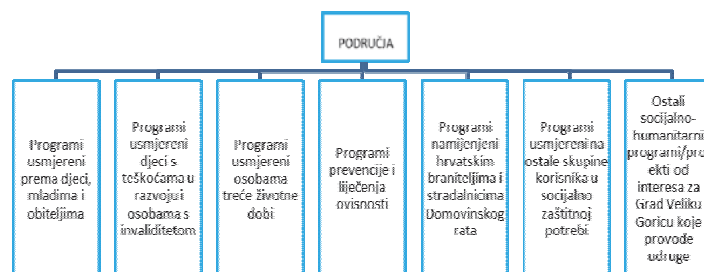 PODRUČJA
Programi
usmjereni
prema djeci,
mladima i
obiteljima
Programi
usmjereni
djeci s
teškoćama u
razvoju i
osobama s
invaliditetom
Programi
usmjereni
osobama
treće životne
dobi
Programi
prevencije i
liječenja
ovisnosti
Programi
namijenjeni
hrvatskim
braniteljima i
stradalnicima
Domovinskog
rata
Programi
usmjereni na
ostale skupine
korisnika u
socijalno
zaštitnoj
potrebi
Ostali
socijalno-
humanitarni
programi/pro
ekti od
interesa za
Grad Veliku
Goricu koje
provode
udruge